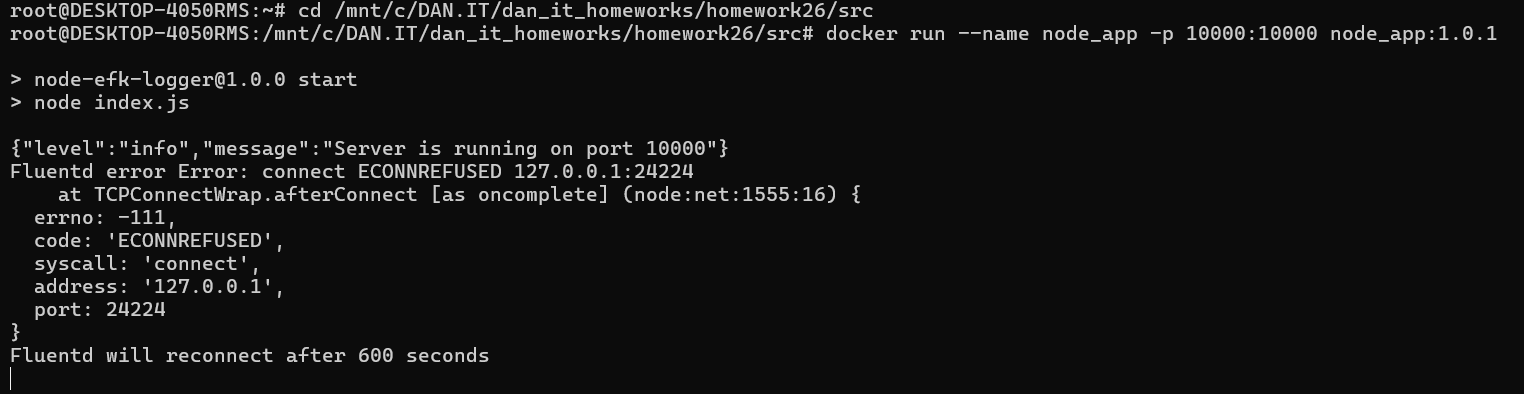 root@DESKTOP-4050RMS:~# cd /mnt/c/DAN.IT/dan_it_homeworks/homework26/src
root@DESKTOP-4050RMS:/mnt/c/DAN.IT/dan_it_homeworks/homework26/src# docker run --name node_app -p 10000:10000 node_app:1.0.1
> node-efk-logger@1.0.0 start
> node index.js
{"level":"info","message":"Server is running on port 10000"}
Fluentd error Error: connect ECONNREFUSED 127.0.0.1:24224
    at TCPConnectWrap.afterConnect [as oncomplete] (node:net:1555:16) {
  errno: -111,
  code: 'ECONNREFUSED',
  syscall: 'connect',
  address: '127.0.0.1',
  port: 24224
}
Fluentd will reconnect after 600 seconds